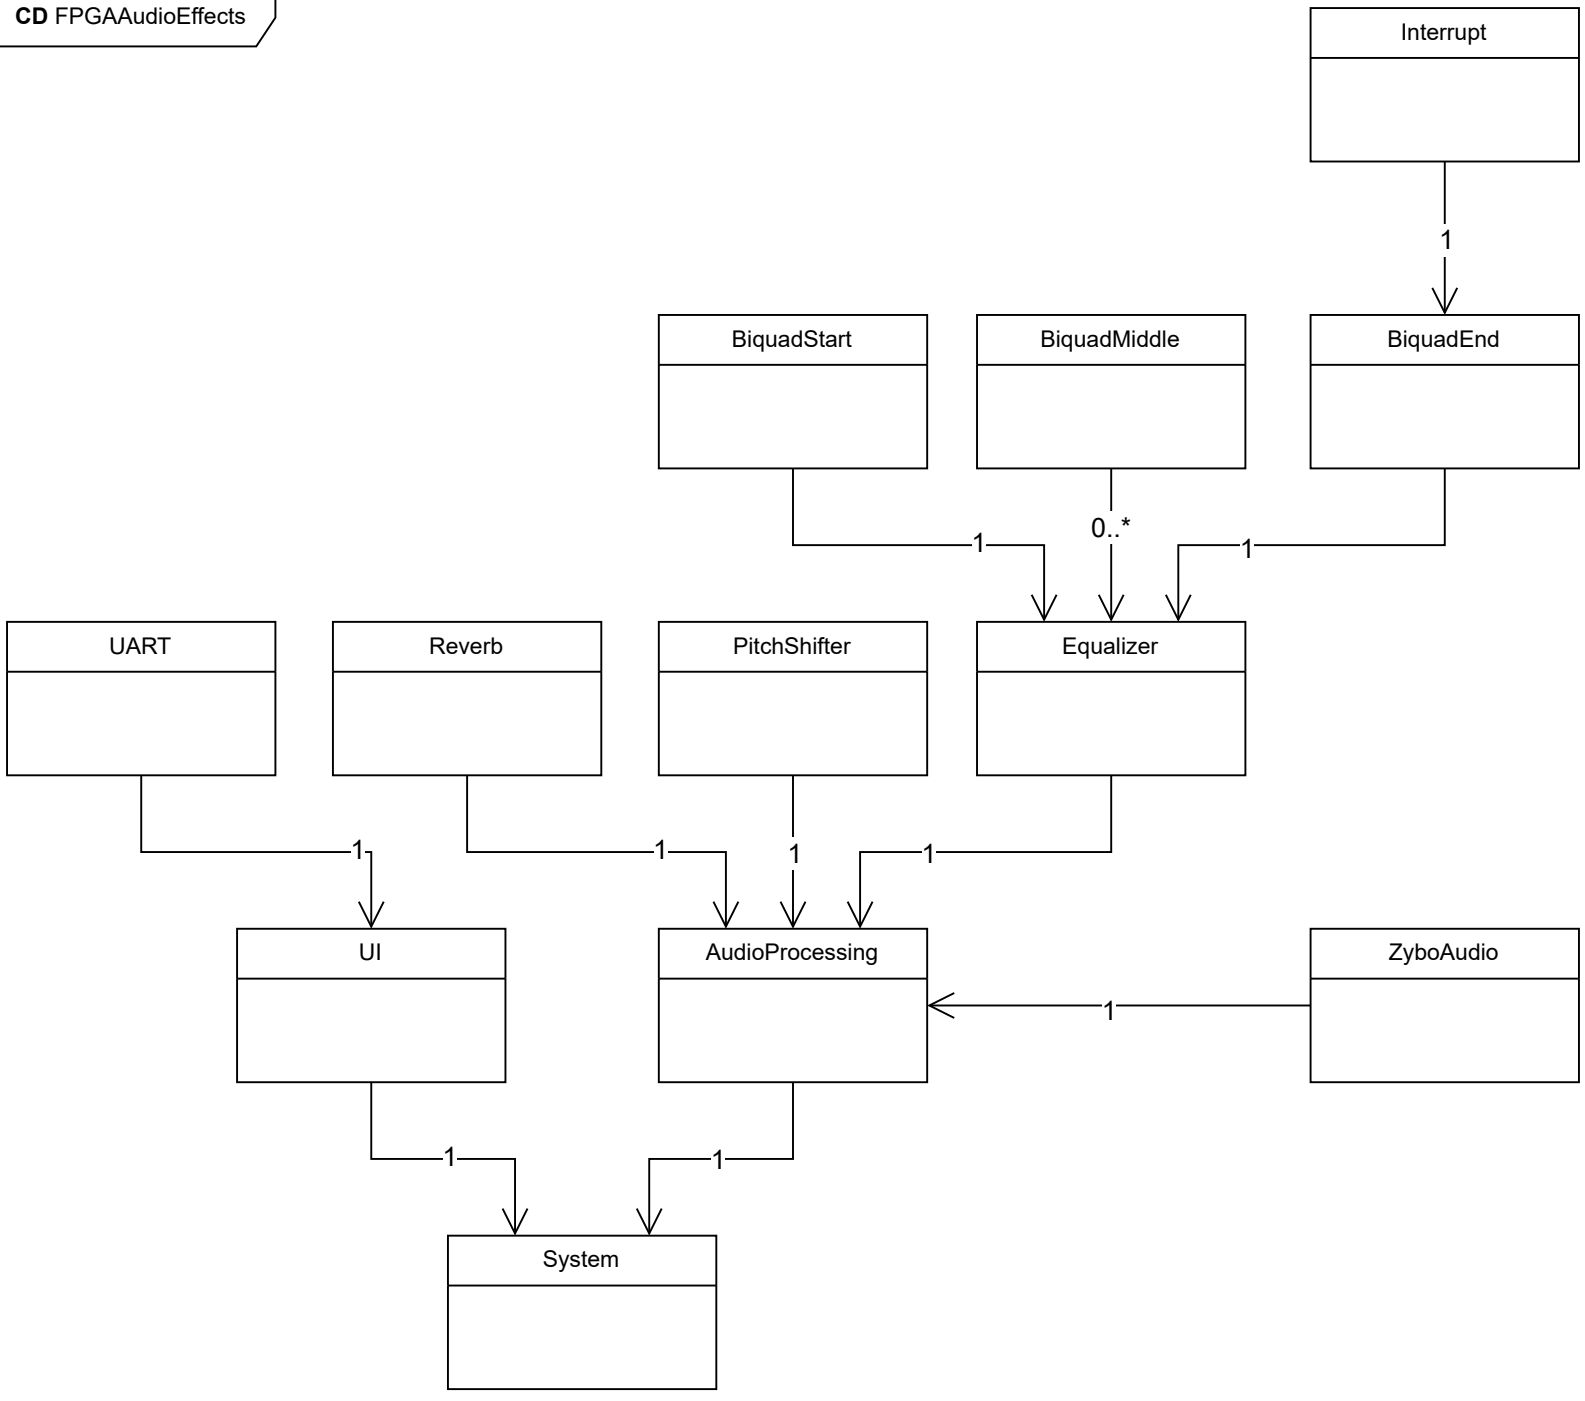 CD FPGAAudioEffects
Interrupt
1
BiquadStart
BiquadMiddle
BiquadEnd
1
0..*
1
UART
Reverb
PitchShifter
Equalizer
1
1
1
1
UI
AudioProcessing
ZyboAudio
1
1
1
System